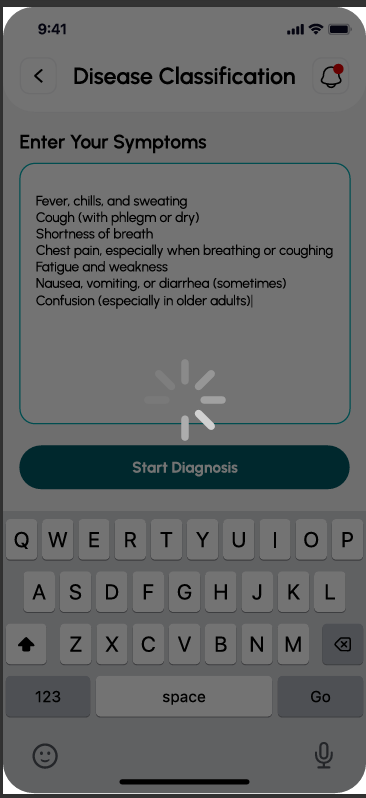 9:41
Disease Classification
Enter Your Symptoms
Fever, chills, and sweating
Cough (with phlegm or dry)
Shortness of breath
Chest pain, especially when breathing or coughing
Fatigue and weakness
Nausea, vomiting, or diarrhea (sometimes)
Confusion (especially in older adults)
Start Diagnosis
Q W E R T Y U I O P
A S D F G H J K L
Z X C V B N M
123 space Go